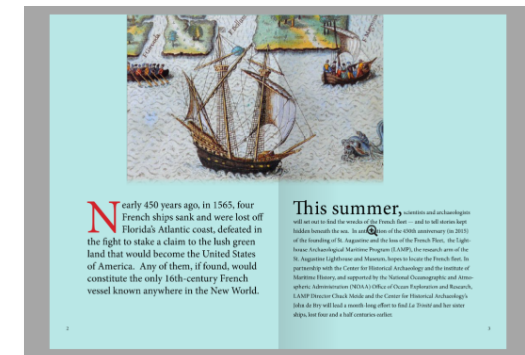 Nearly 450 years ago, in 1565, four
French ships sank and were lost off
Florida's Atlantic coast, defeated in
the fight to stake a claim to the lush green
land that would become the United States
of America. Any of them, if found, would
constitute the only 16th-century French
vessel known anywhere in the New World.
2
This summer, scientists and archaeologists
will set out to find the wrecks of the French fleet — and to tell stories kept
hidden beneath the sea. In of the 450th anniversary (in 2015)
of the founding of St. Augustine and the loss of the French Fleet, the Light-
house Archaeological Maritime Program (LAMP), the research arm of the
St. Augustine Lighthouse and Museum, hopes to locate the French fleet. In
partnership with the Center for Historical Archaeology and the institute of
Maritime History, and supported by the National Oceanographic and Atmo-
spheric Administration (NOAA) Office of Ocean Exploration and Research,
LAMP Director Chuck Meide and the Center for Historical Archaeology's
John de Bry will lead a month-long effort to find La Trinité and her sister
ships, lost four and a half centuries earlier.
3